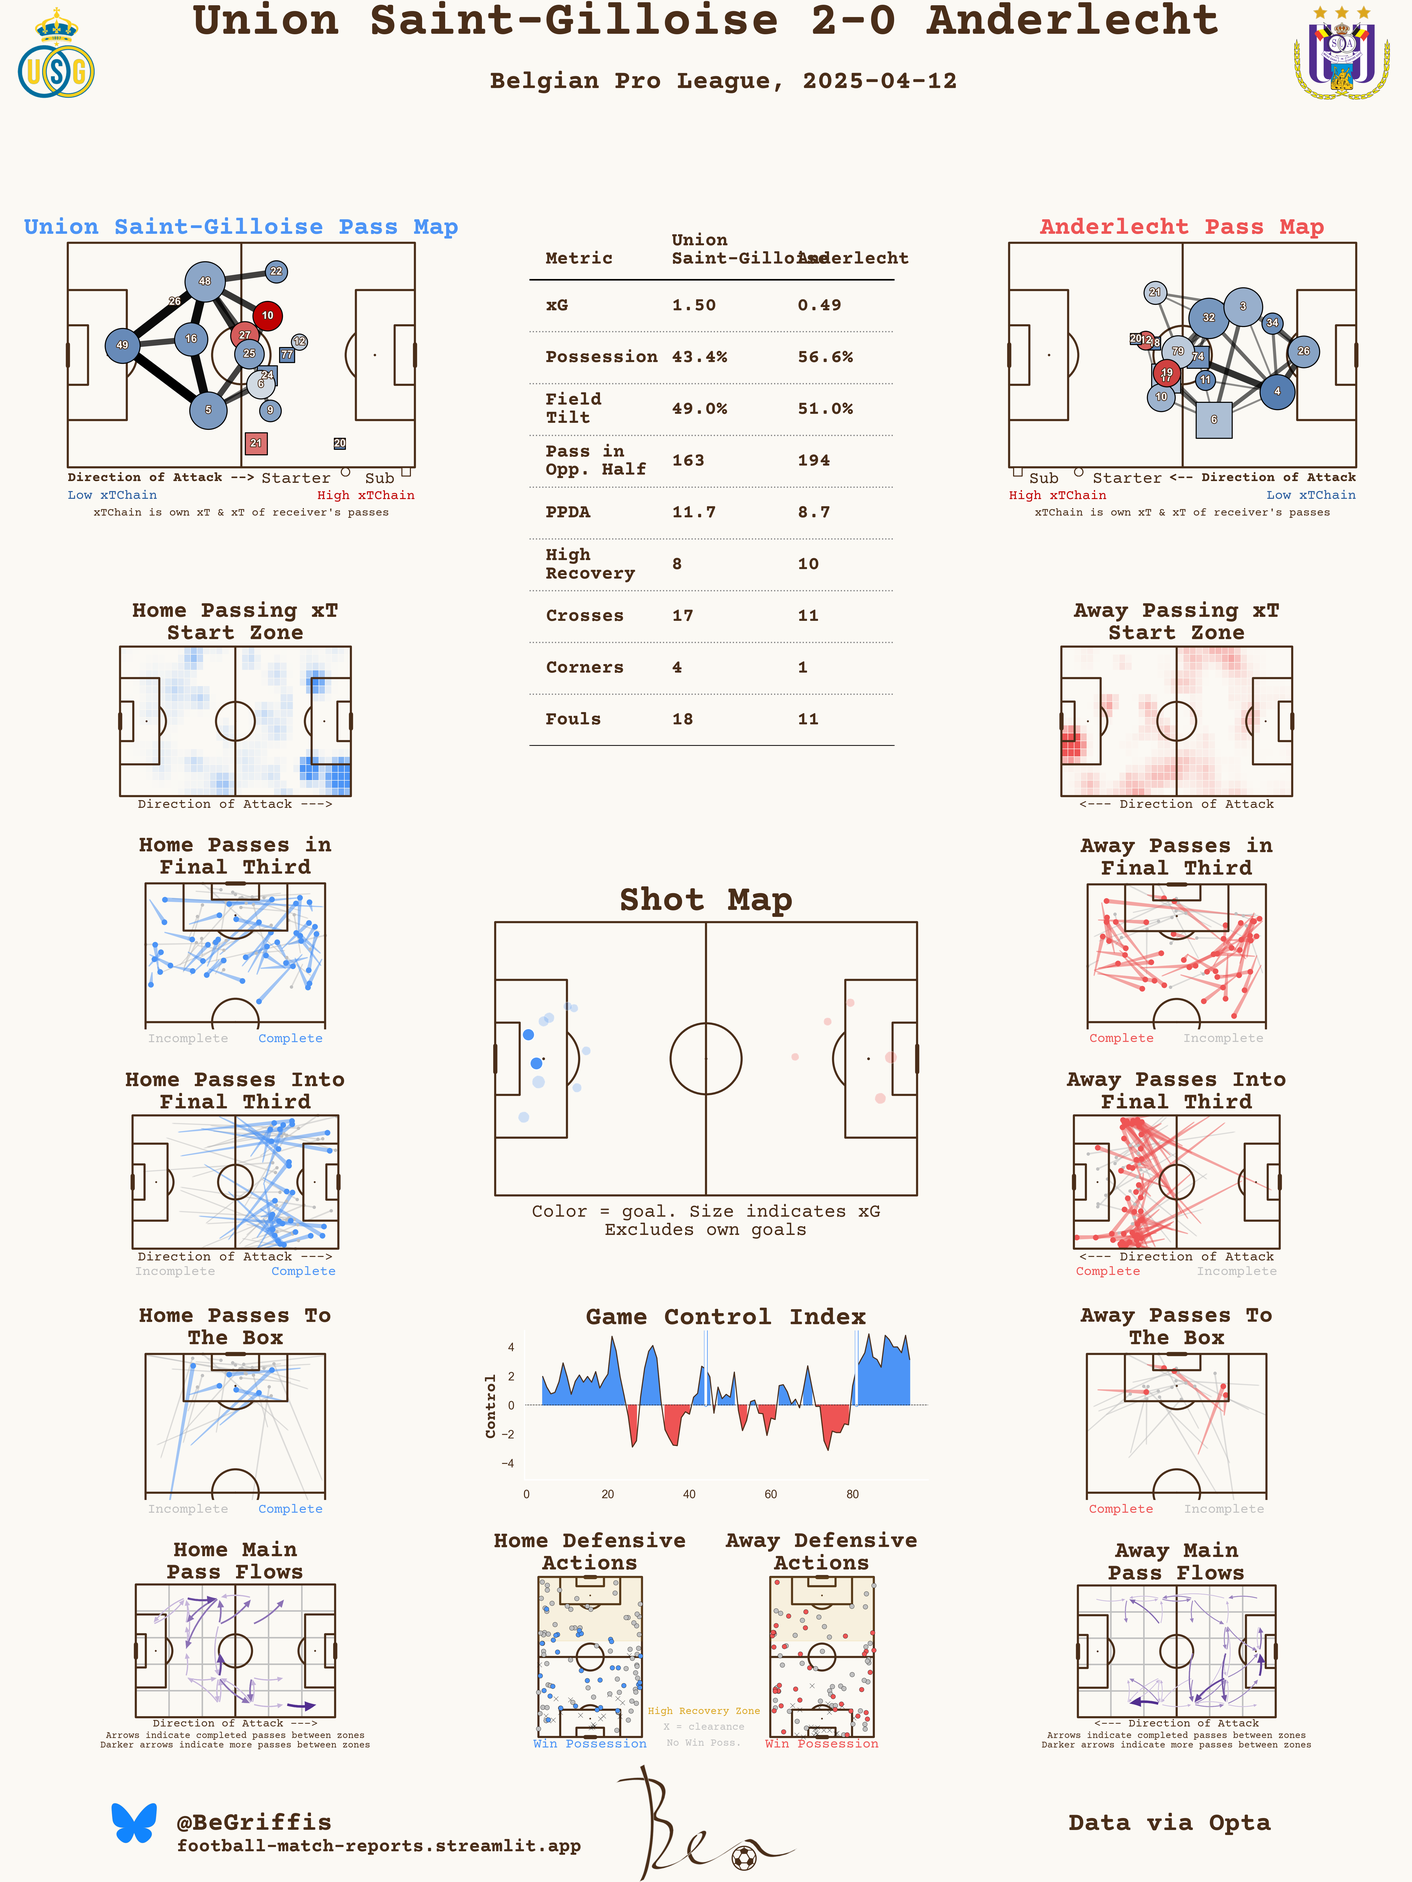 Union Saint-Gilloise 2-0 Anderlecht
Belgian Pro League, 2025-04-12
USG
Union Saint-Gilloise Pass Map
48
22
26
10
49
16
27
25
12
77
24
6
5
9
21
20
Direction of Attack --> Starter Sub
Low xTChain High xTChain
xTChain is own xT & xT of receiver's passes
Metric Union Saint-Gilloise Anderlecht
xG 1.50 0.49
Possession 43.4% 56.6%
Field Tilt 49.0% 51.0%
Pass in Opp. Half 163 194
PPDA 11.7 8.7
High Recovery 8 10
Crosses 17 11
Corners 4 1
Fouls 18 11
Anderlecht Pass Map
21
3
32
34
20
12
79
74
26
19
17
11
4
10
6
Sub Starter <-- Direction of Attack
High xTChain Low xTChain
xTChain is own xT & xT of receiver's passes
Home Passing xT
Start Zone
Direction of Attack --->
Away Passing xT
Start Zone
<--- Direction of Attack
Home Passes in
Final Third
Incomplete Complete
Away Passes in
Final Third
Complete Incomplete
Shot Map
Color = goal. Size indicates xG
Excludes own goals
Home Passes Into
Final Third
Direction of Attack --->
Incomplete Complete
Away Passes Into
Final Third
<--- Direction of Attack
Complete Incomplete
Home Passes To
The Box
Incomplete Complete
Game Control Index
Control
4
2
0
−2
−4
0 20 40 60 80
Away Passes To
The Box
Complete Incomplete
Home Main
Pass Flows
Direction of Attack --->
Arrows indicate completed passes between zones
Darker arrows indicate more passes between zones
Home Defensive
Actions
Win Possession
High Recovery Zone
X = clearance
No Win Poss.
Away Defensive
Actions
Win Possession
Away Main
Pass Flows
<--- Direction of Attack
Arrows indicate completed passes between zones
Darker arrows indicate more passes between zones
@BeGriffis
football-match-reports.streamlit.app
Ben
Data via Opta